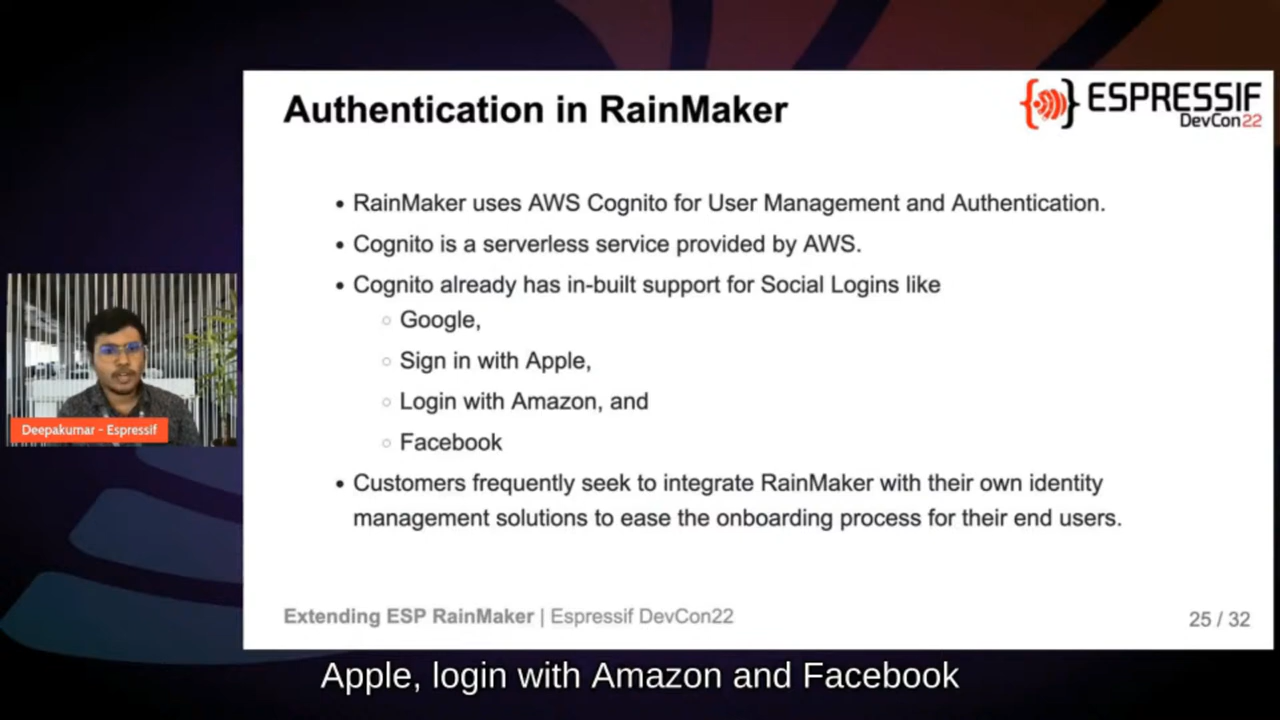 Authentication in RainMaker
ESPRESSIF
DevCon22
• RainMaker uses AWS Cognito for User Management and Authentication.
• Cognito is a serverless service provided by AWS.
• Cognito already has in-built support for Social Logins like
○ Google,
○ Sign in with Apple,
○ Login with Amazon, and
○ Facebook
• Customers frequently seek to integrate RainMaker with their own identity
management solutions to ease the onboarding process for their end users.
Deepakumar - Espressif
Extending ESP RainMaker | Espressif DevCon22
25 / 32
Apple, login with Amazon and Facebook